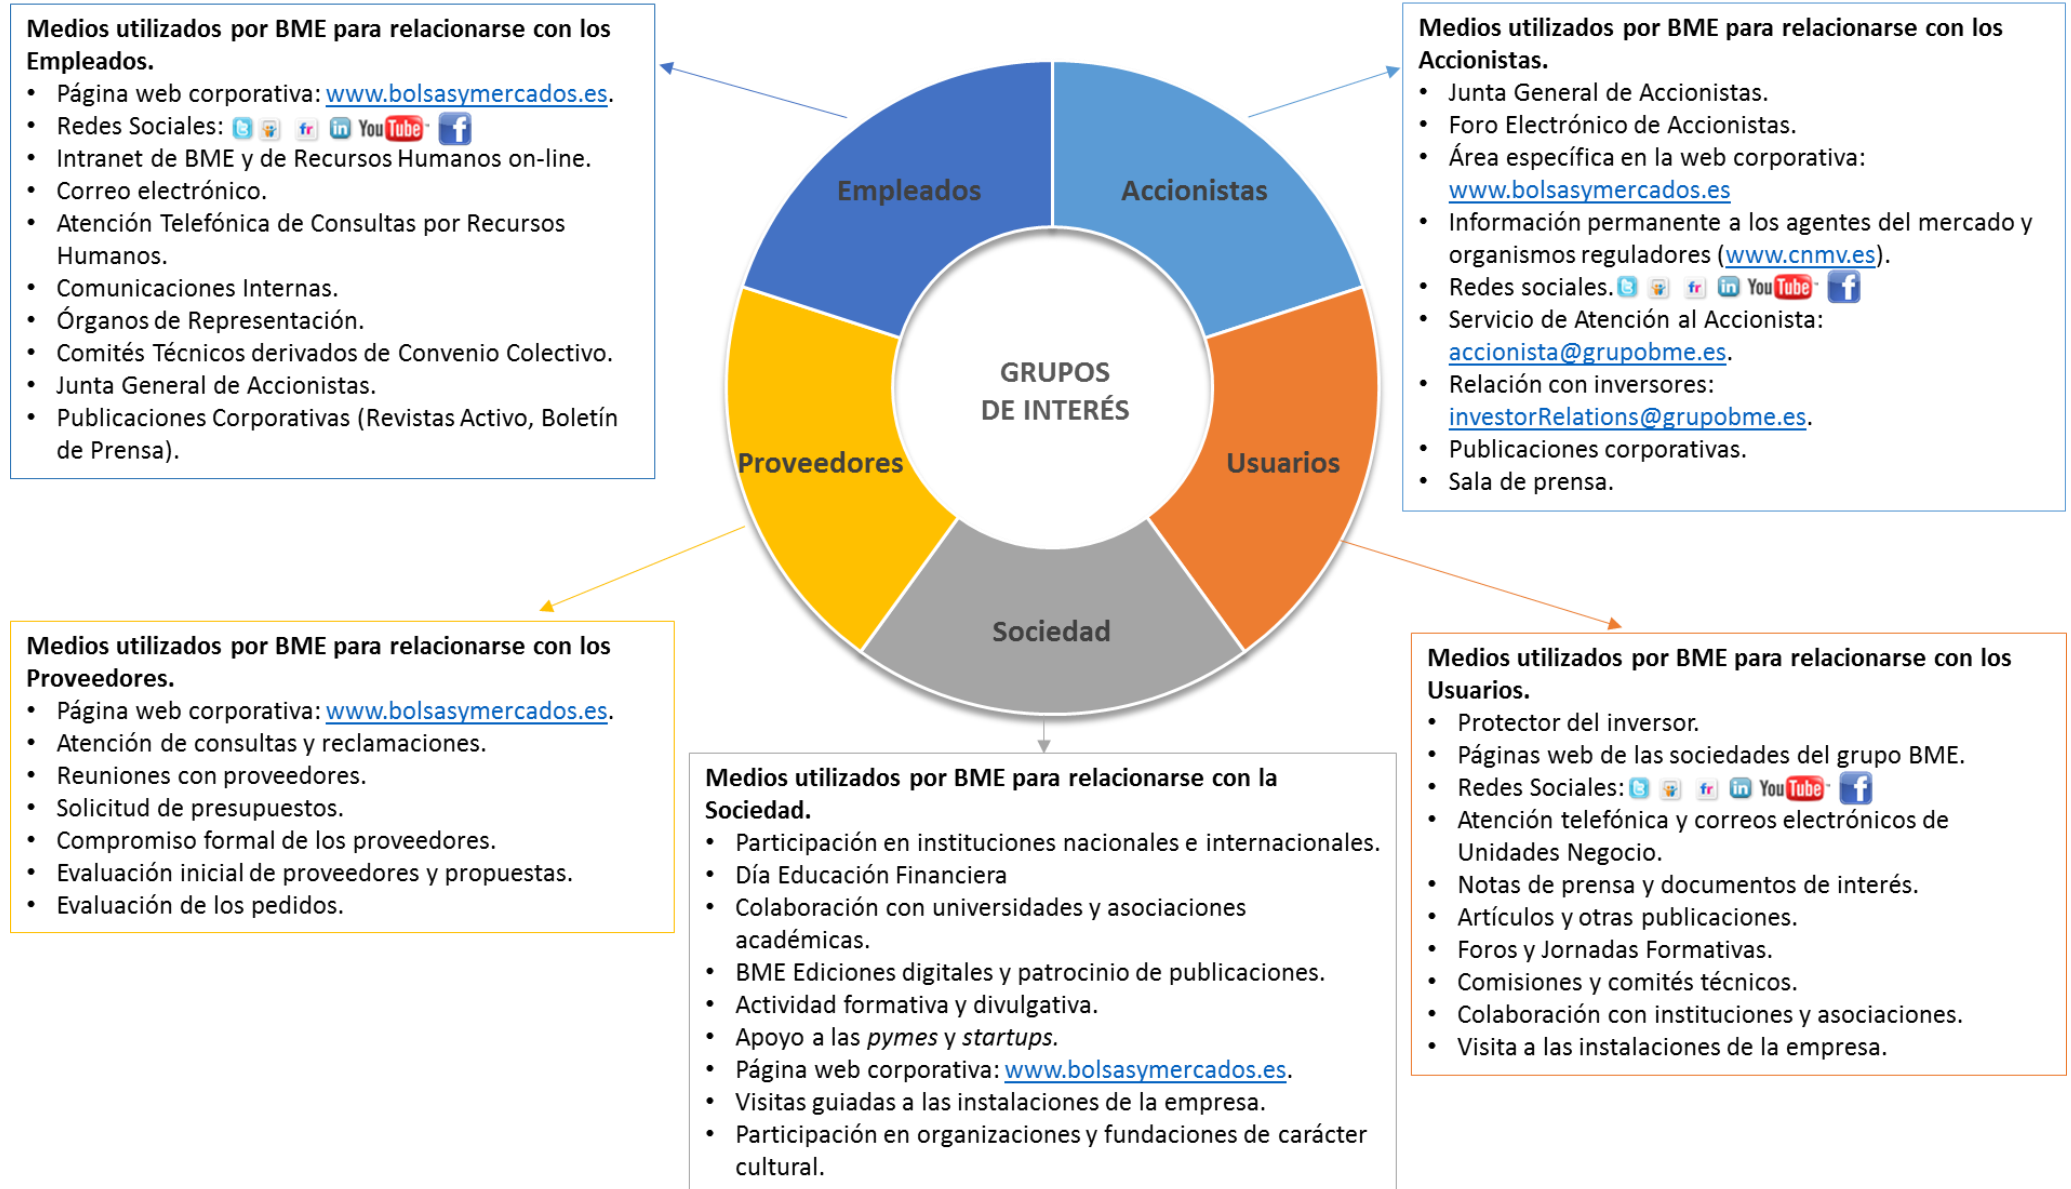 Medios utilizados por BME para relacionarse con los
Empleados.
• Página web corporativa: www.bolsasymercados.es.
• Redes Sociales: fr in YouTube f
• Intranet de BME y de Recursos Humanos on-line.
• Correo electrónico.
• Atención Telefónica de Consultas por Recursos
Humanos.
• Comunicaciones Internas.
• Órganos de Representación.
• Comités Técnicos derivados de Convenio Colectivo.
• Junta General de Accionistas.
• Publicaciones Corporativas (Revistas Activo, Boletín
de Prensa).
Medios utilizados por BME para relacionarse con los
Accionistas.
• Junta General de Accionistas.
• Foro Electrónico de Accionistas.
• Área específica en la web corporativa:
www.bolsasymercados.es
• Información permanente a los agentes del mercado y
organismos reguladores (www.cnmv.es).
• Redes sociales. fr in YouTube f
• Servicio de Atención al Accionista:
accionista@grupobme.es.
• Relación con inversores:
investorRelations@grupobme.es.
• Publicaciones corporativas.
• Sala de prensa.
Empleados
Accionistas
GRUPOS
DE INTERÉS
Proveedores
Usuarios
Sociedad
Medios utilizados por BME para relacionarse con los
Proveedores.
• Página web corporativa: www.bolsasymercados.es.
• Atención de consultas y reclamaciones.
• Reuniones con proveedores.
• Solicitud de presupuestos.
• Compromiso formal de los proveedores.
• Evaluación inicial de proveedores y propuestas.
• Evaluación de los pedidos.
Medios utilizados por BME para relacionarse con la
Sociedad.
• Participación en instituciones nacionales e internacionales.
• Día Educación Financiera
• Colaboración con universidades y asociaciones
académicas.
• BME Ediciones digitales y patrocinio de publicaciones.
• Actividad formativa y divulgativa.
• Apoyo a las pymes y startups.
• Página web corporativa: www.bolsasymercados.es.
• Visitas guiadas a las instalaciones de la empresa.
• Participación en organizaciones y fundaciones de carácter
cultural.
Medios utilizados por BME para relacionarse con los
Usuarios.
• Protector del inversor.
• Páginas web de las sociedades del grupo BME.
• Redes Sociales: fr in YouTube f
• Atención telefónica y correos electrónicos de
Unidades Negocio.
• Notas de prensa y documentos de interés.
• Artículos y otras publicaciones.
• Foros y Jornadas Formativas.
• Comisiones y comités técnicos.
• Colaboración con instituciones y asociaciones.
• Visita a las instalaciones de la empresa.